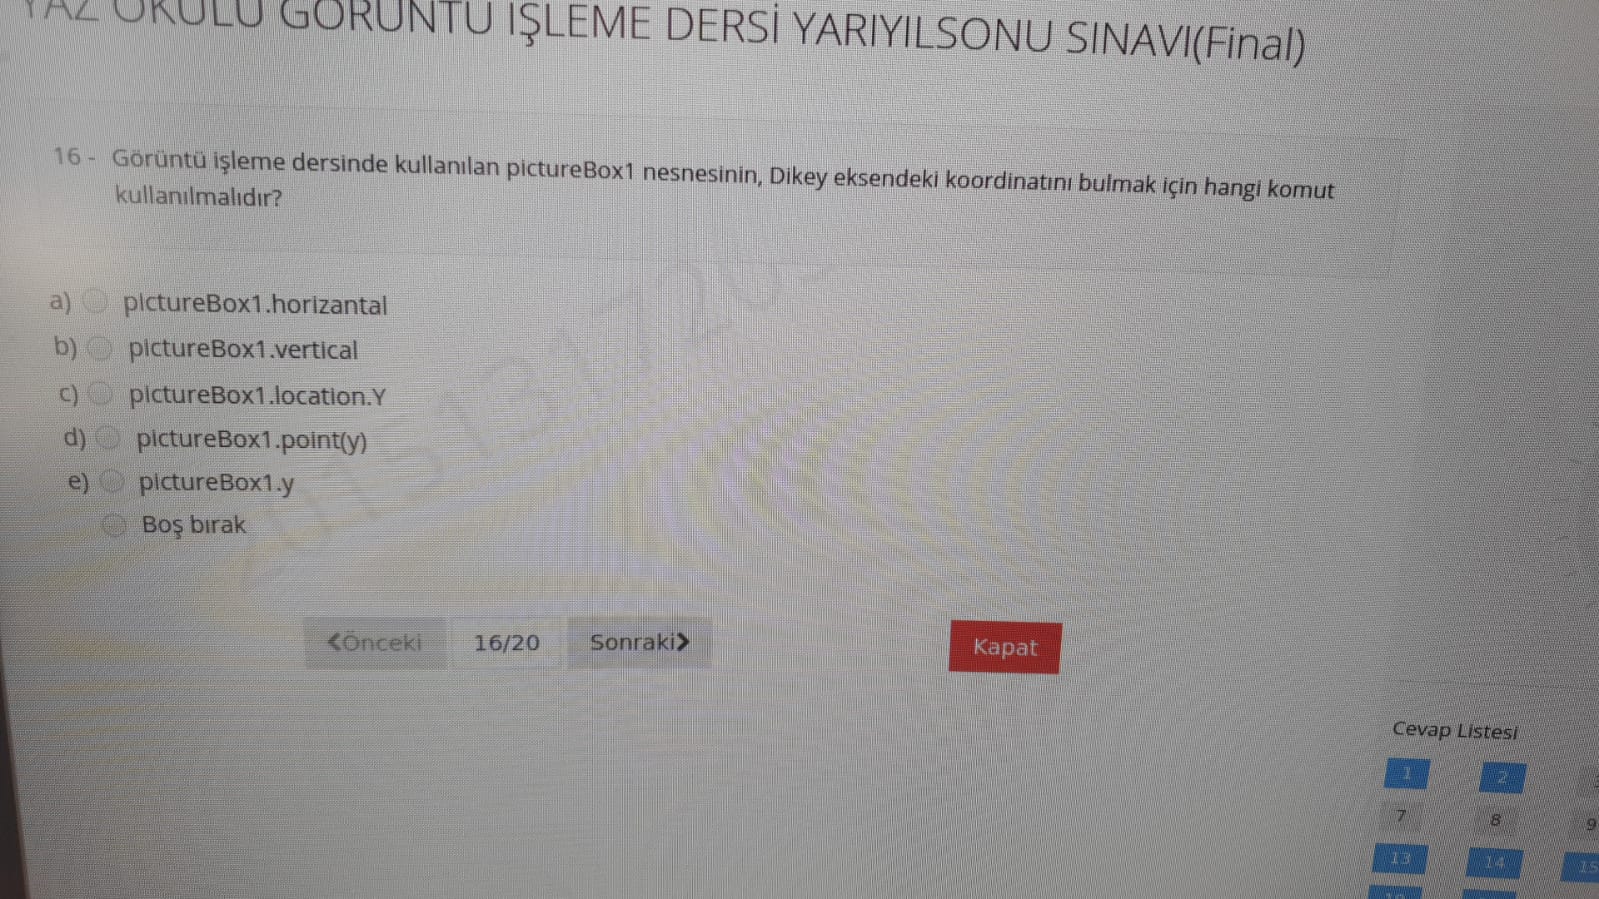 YAZ OKULU GÖRÜNTÜ İŞLEME DERSİ YARIYILSONU SINAVI(Final)
16 - Görüntü işleme dersinde kullanılan pictureBox1 nesnesinin, Dikey eksendeki koordinatını bulmak için hangi komut
kullanılmalıdır?
a) pictureBox1.horizantal
b) pictureBox1.vertical
c) pictureBox1.location.Y
d) pictureBox1.point(y)
e) pictureBox1.y
Boş bırak
Önceki 16/20 Sonraki Kapat
Cevap Listesi
1 2
7 8 9
13 14 15